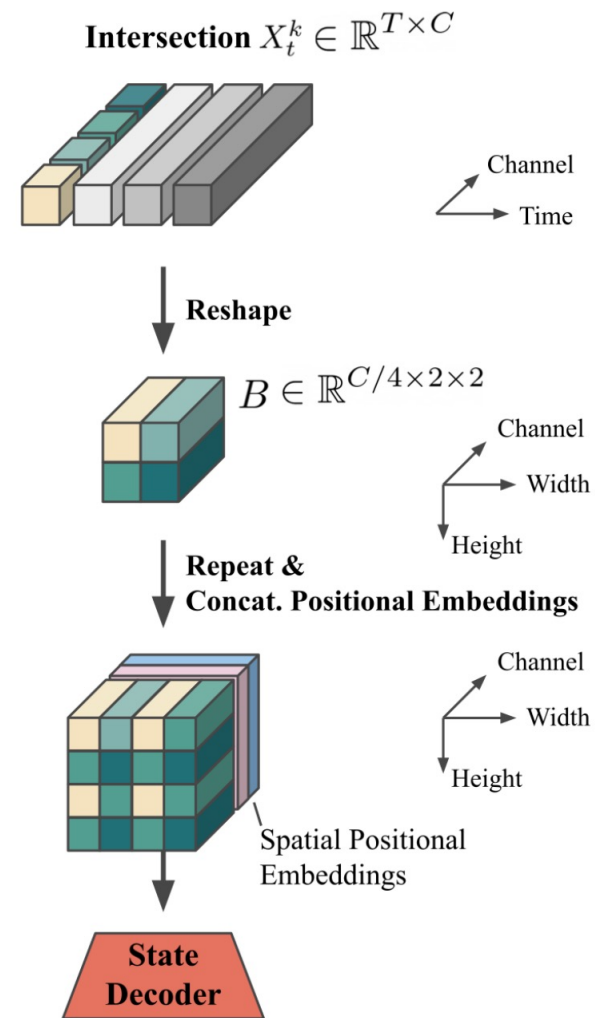 Intersection $X_t^k \in \mathbb{R}^{T \times C}$
Channel
Time
Reshape
$B \in \mathbb{R}^{C/4 \times 2 \times 2}$
Channel
Width
Height
Repeat &
Concat. Positional Embeddings
Channel
Width
Height
Spatial Positional
Embeddings
State
Decoder